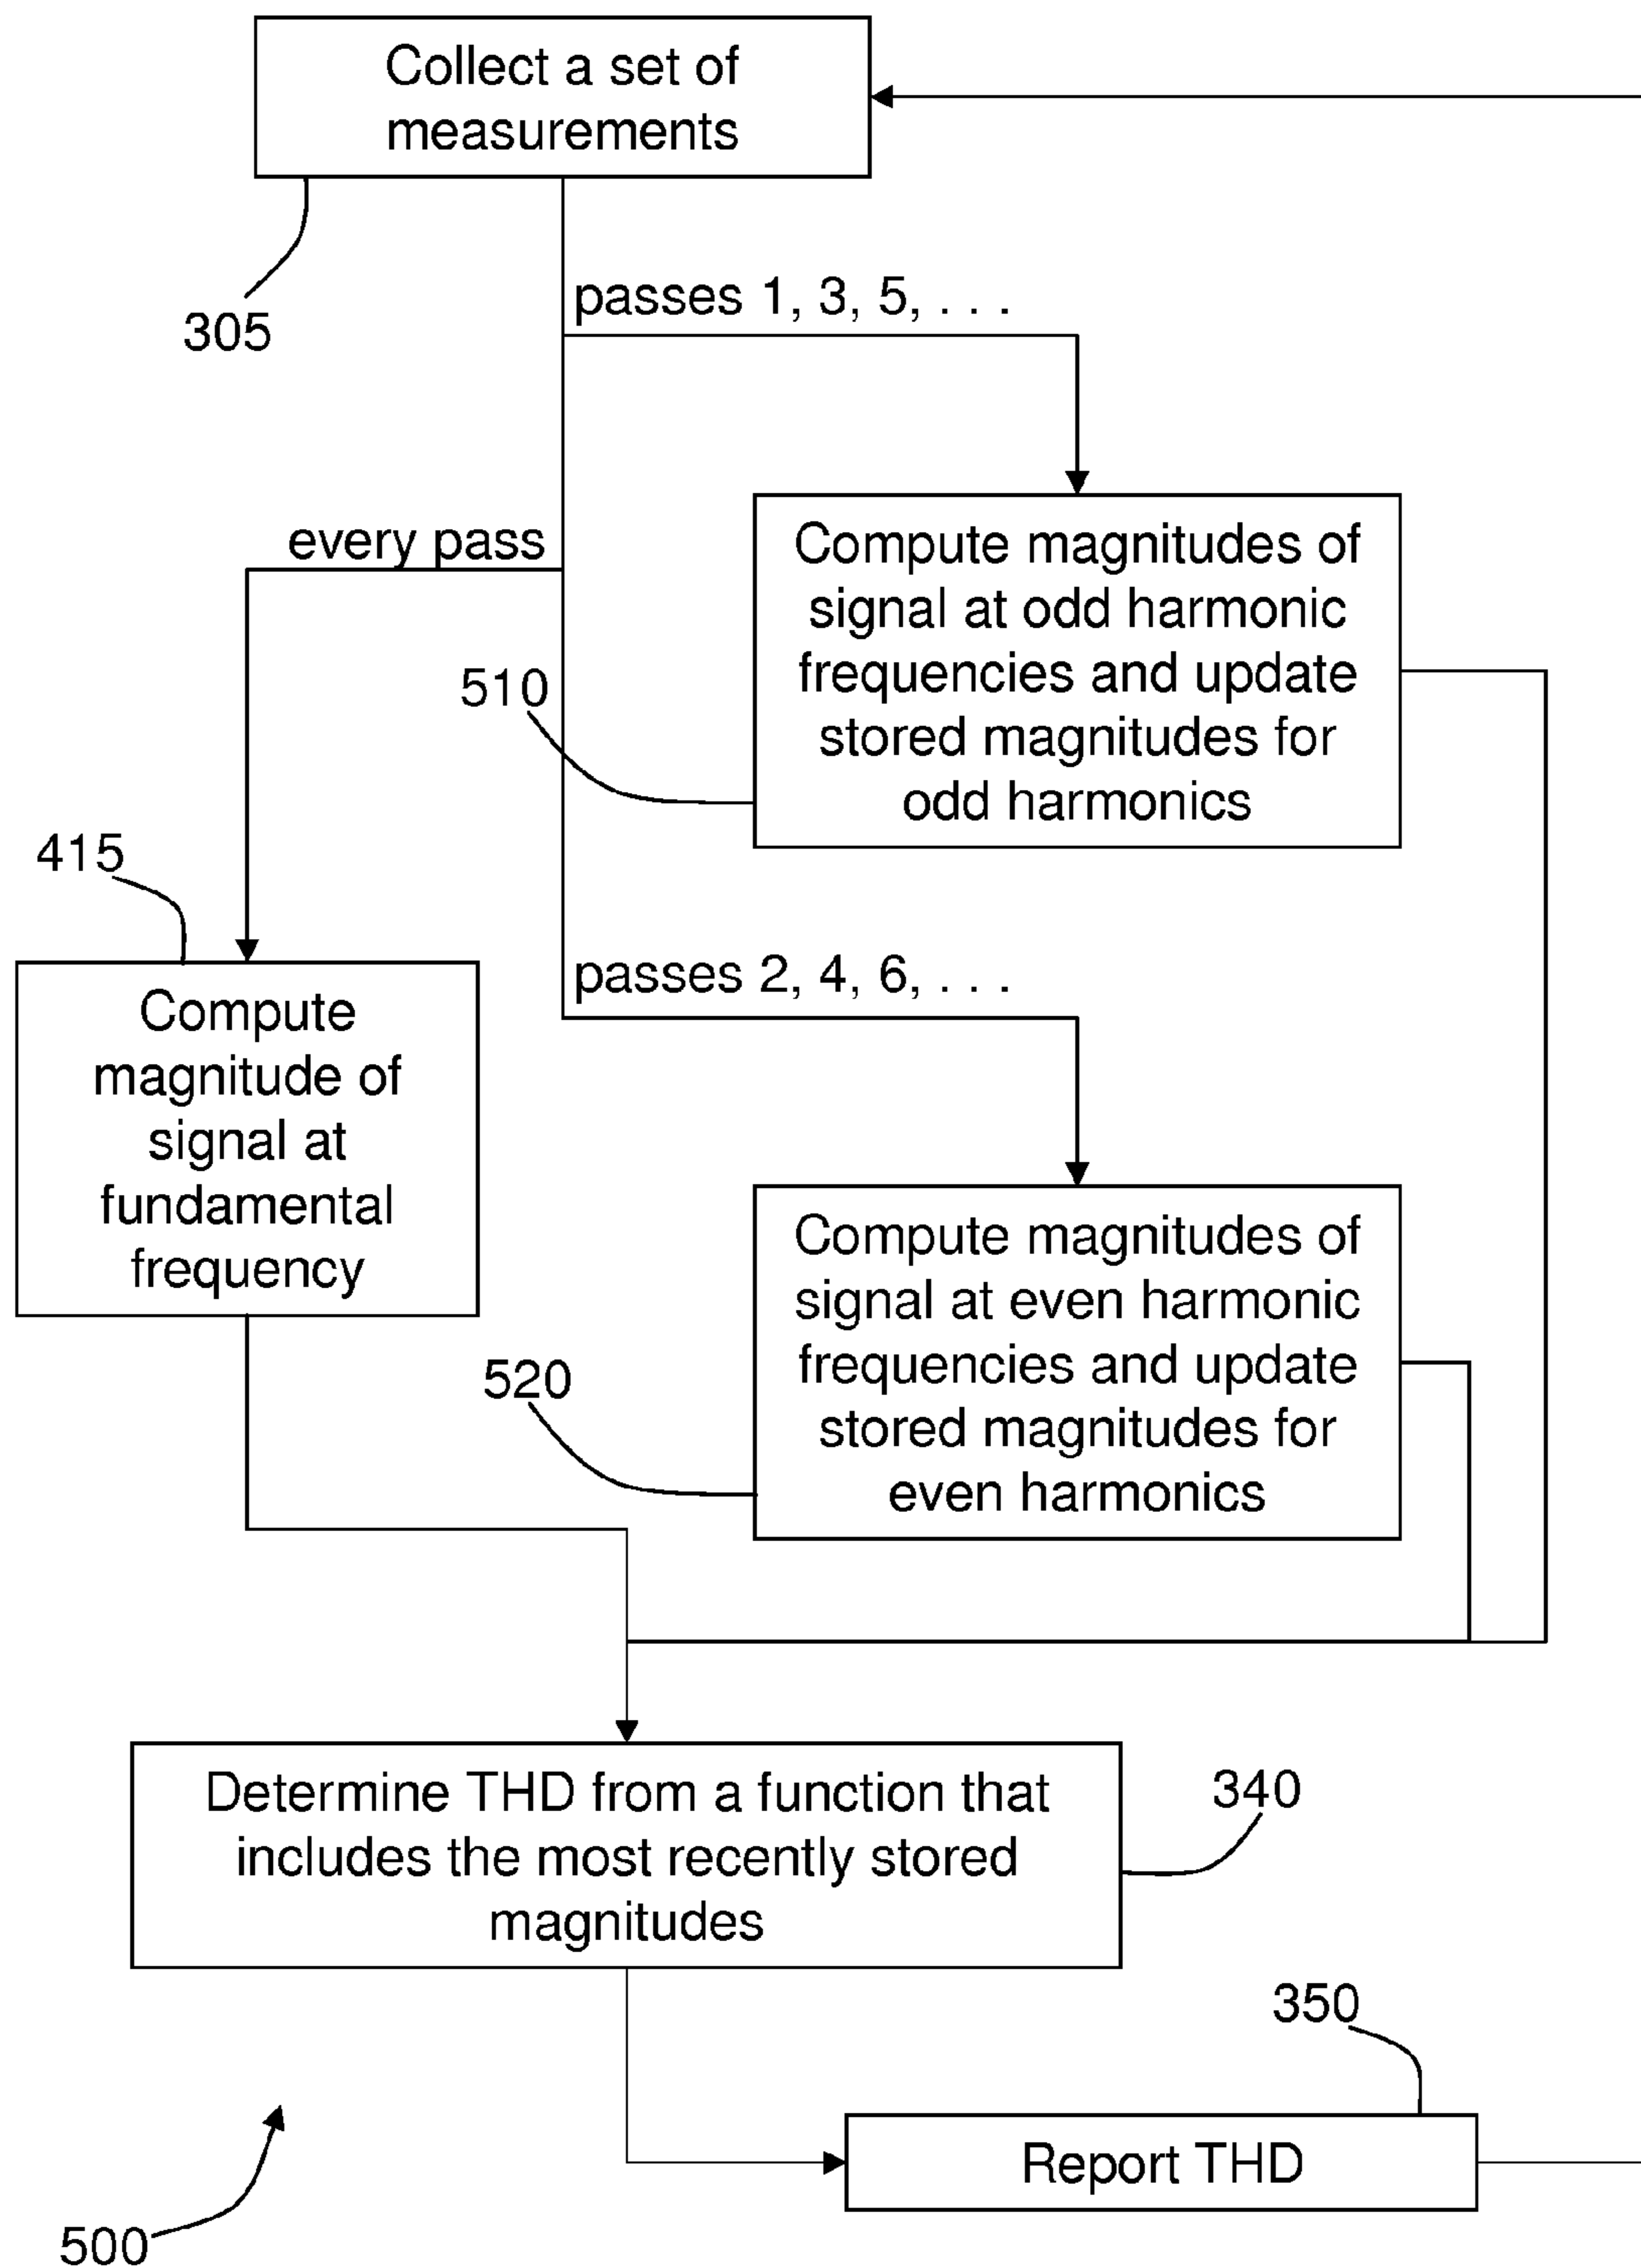 Collect a set of
measurements
305
passes 1, 3, 5, . . .
every pass
Compute magnitudes of
signal at odd harmonic
frequencies and update
stored magnitudes for
odd harmonics
510
415
passes 2, 4, 6, . . .
Compute
magnitude of
signal at
fundamental
frequency
Compute magnitudes of
signal at even harmonic
frequencies and update
stored magnitudes for
even harmonics
520
Determine THD from a function that
includes the most recently stored
magnitudes
340
350
Report THD
500